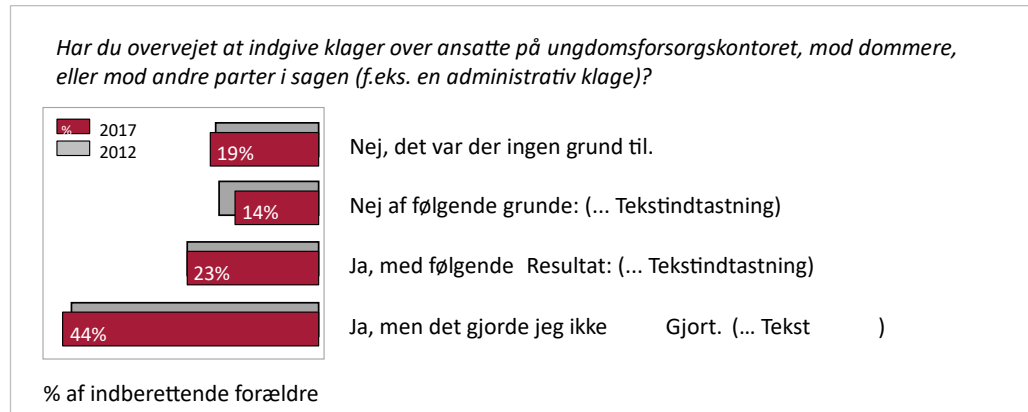 Har du overvejet at indgive klager over ansatte på ungdomsforsorgskontoret, mod dommere,
eller mod andre parter i sagen (f.eks. en administrativ klage)?
% 2017
2012
19% Nej, det var der ingen grund til.
14% Nej af følgende grunde: (... Tekstindtastning)
23% Ja, med følgende Resultat: (... Tekstindtastning)
44% Ja, men det gjorde jeg ikke Gjort. (... Tekst )
% af indberettende forældre